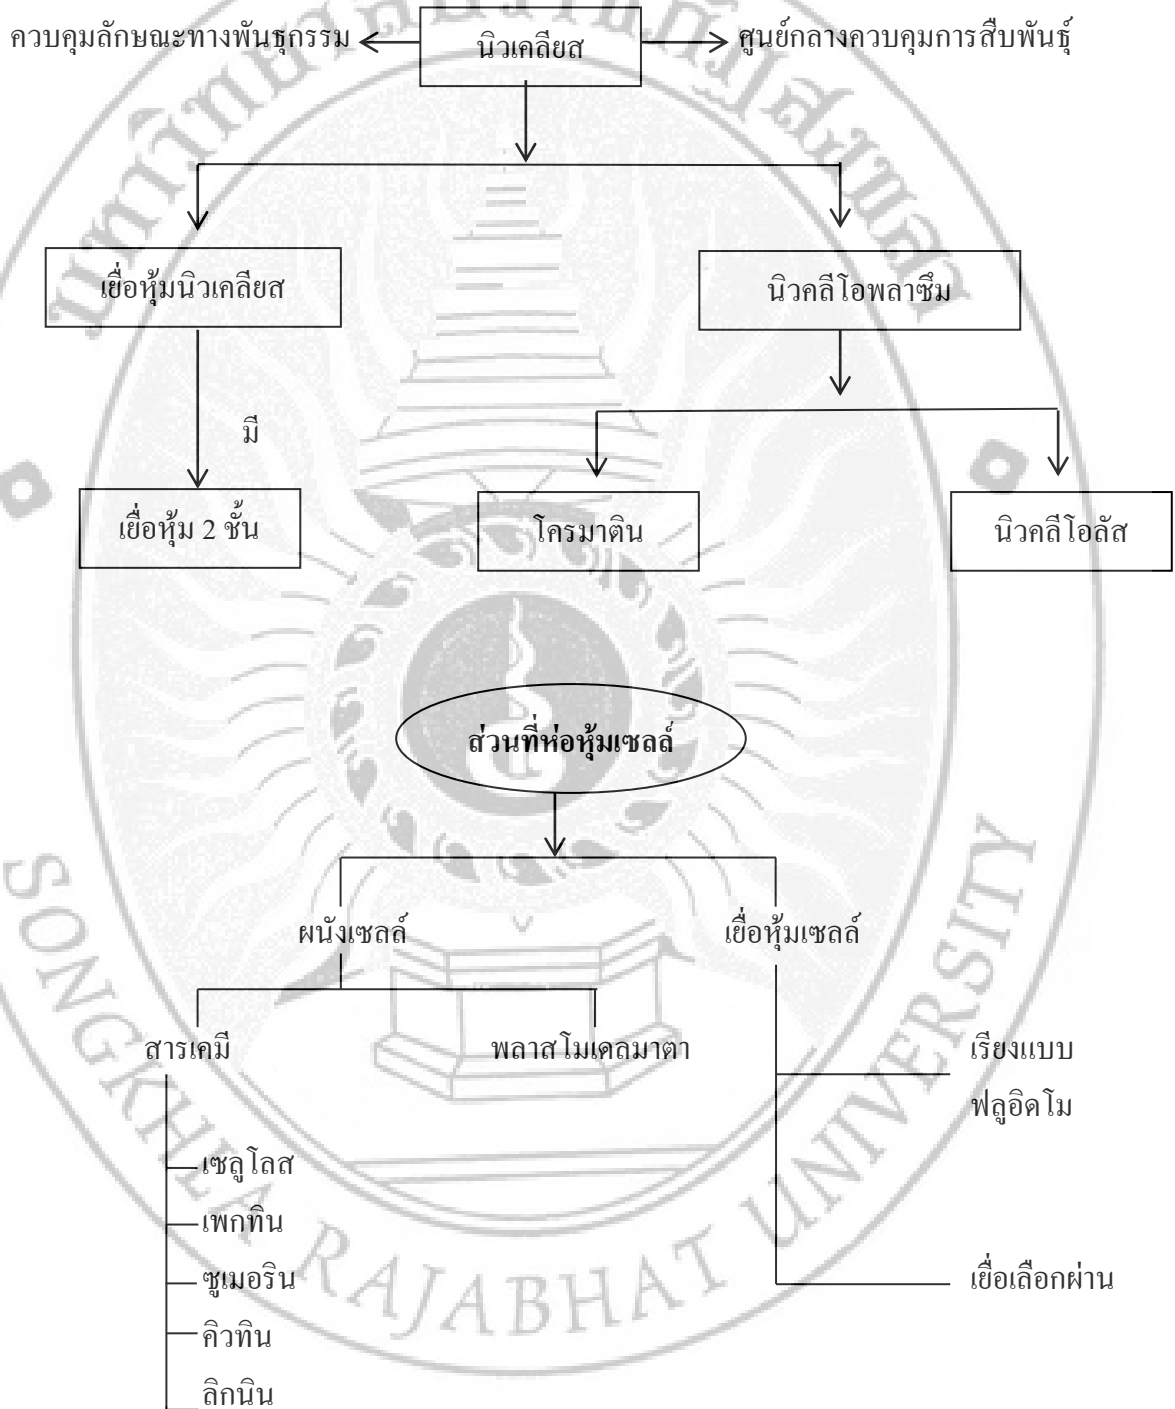 ควบคุมลักษณะทางพันธุกรรม
นิวเคลียส
ศูนย์กลางควบคุมการสืบพันธุ์
เยื่อหุ้มนิวเคลียส
นิวคลีโอพลาซึม
มี
เยื่อหุ้ม 2 ชั้น
โครมาติน
นิวคลีโอลัส
ส่วนที่ห่อหุ้มเซลล์
ผนังเซลล์
เยื่อหุ้มเซลล์
สารเคมี
พลาสโมเดลมาตา
เรียงแบบ
ฟลูอิดโม
เซลูโลส
เพกทิน
ซูเมอริน
เยื่อเลือกผ่าน
คิวทิน
ลิกนิน
SONGKHLA RAJABHAT UNIVERSITY